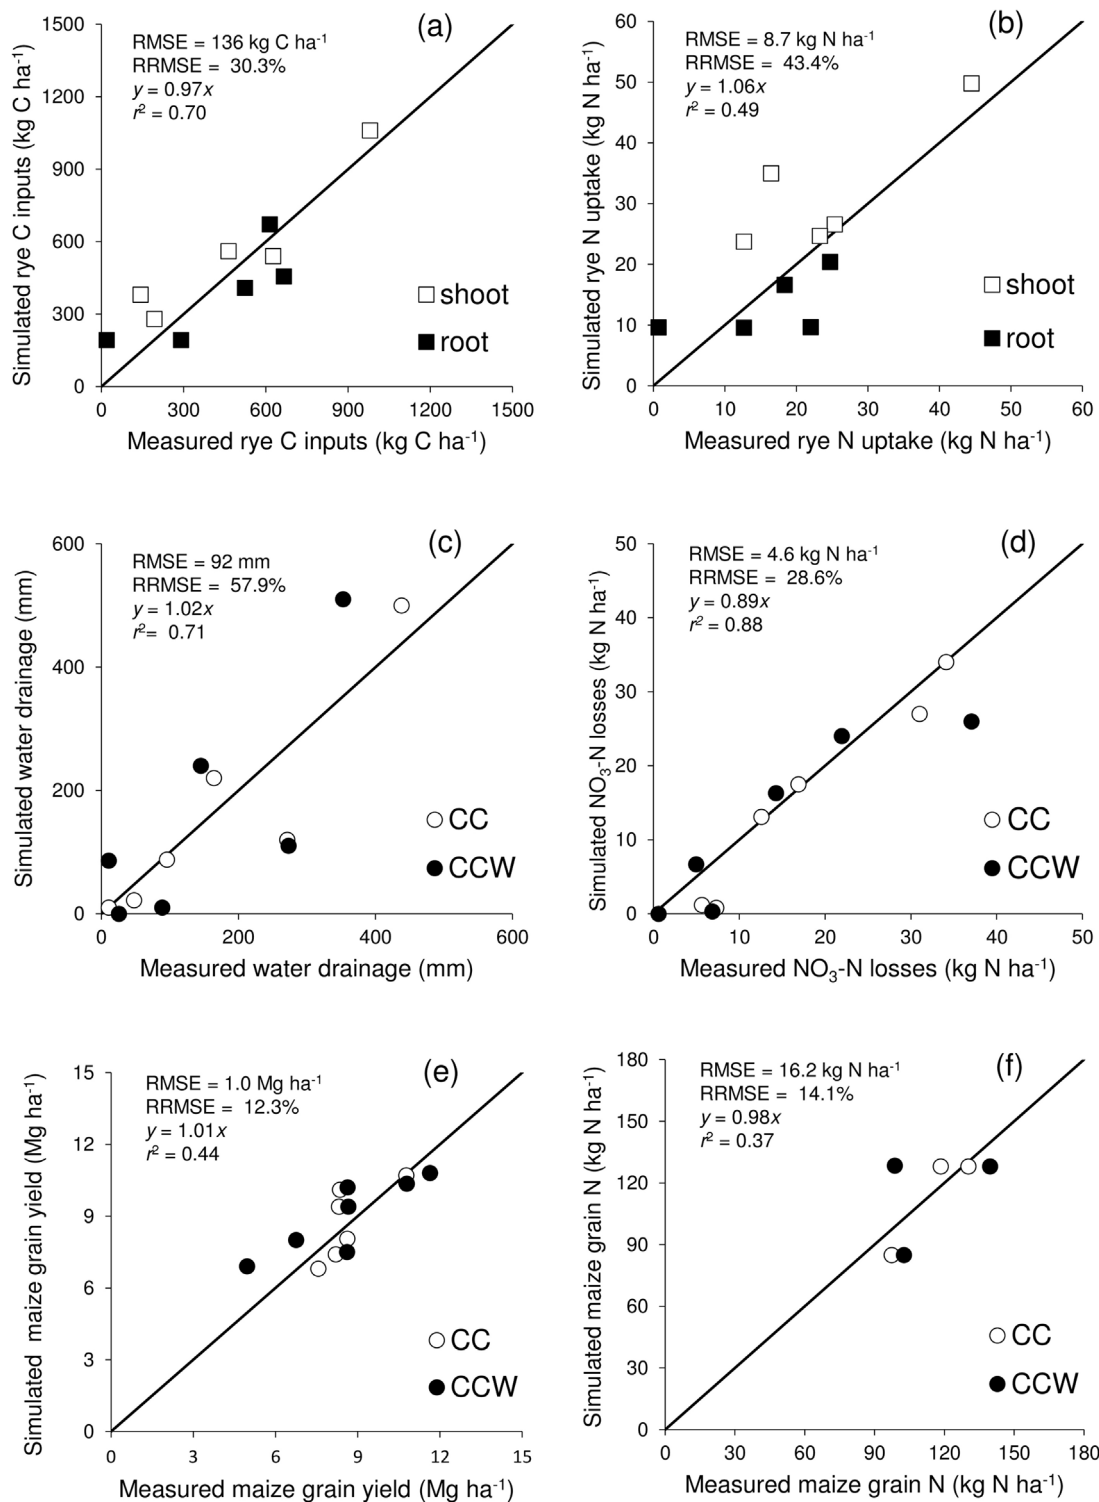 (a)
RMSE = 136 kg C ha⁻¹
RRMSE = 30.3%
y = 0.97x
r² = 0.70
1500
1200
900
600
300
0
Simulated rye C inputs (kg C ha⁻¹)
shoot
root
0 300 600 900 1200 1500
Measured rye C inputs (kg C ha⁻¹)
(b)
RMSE = 8.7 kg N ha⁻¹
RRMSE = 43.4%
y = 1.06x
r² = 0.49
60
50
40
30
20
10
0
Simulated rye N uptake (kg N ha⁻¹)
shoot
root
0 10 20 30 40 50 60
Measured rye N uptake (kg N ha⁻¹)
(c)
RMSE = 92 mm
RRMSE = 57.9%
y = 1.02x
r²= 0.71
600
400
200
0
Simulated water drainage (mm)
CC
CCW
0 200 400 600
Measured water drainage (mm)
(d)
RMSE = 4.6 kg N ha⁻¹
RRMSE = 28.6%
y = 0.89x
r² = 0.88
50
40
30
20
10
0
Simulated NO₃-N losses (kg N ha⁻¹)
CC
CCW
0 10 20 30 40 50
Measured NO₃-N losses (kg N ha⁻¹)
(e)
RMSE = 1.0 Mg ha⁻¹
RRMSE = 12.3%
y = 1.01x
r² = 0.44
15
12
9
6
3
0
Simulated maize grain yield (Mg ha⁻¹)
CC
CCW
0 3 6 9 12 15
Measured maize grain yield (Mg ha⁻¹)
(f)
RMSE = 16.2 kg N ha⁻¹
RRMSE = 14.1%
y = 0.98x
r² = 0.37
180
150
120
90
60
30
0
Simulated maize grain N (kg N ha⁻¹)
CC
CCW
0 30 60 90 120 150 180
Measured maize grain N (kg N ha⁻¹)